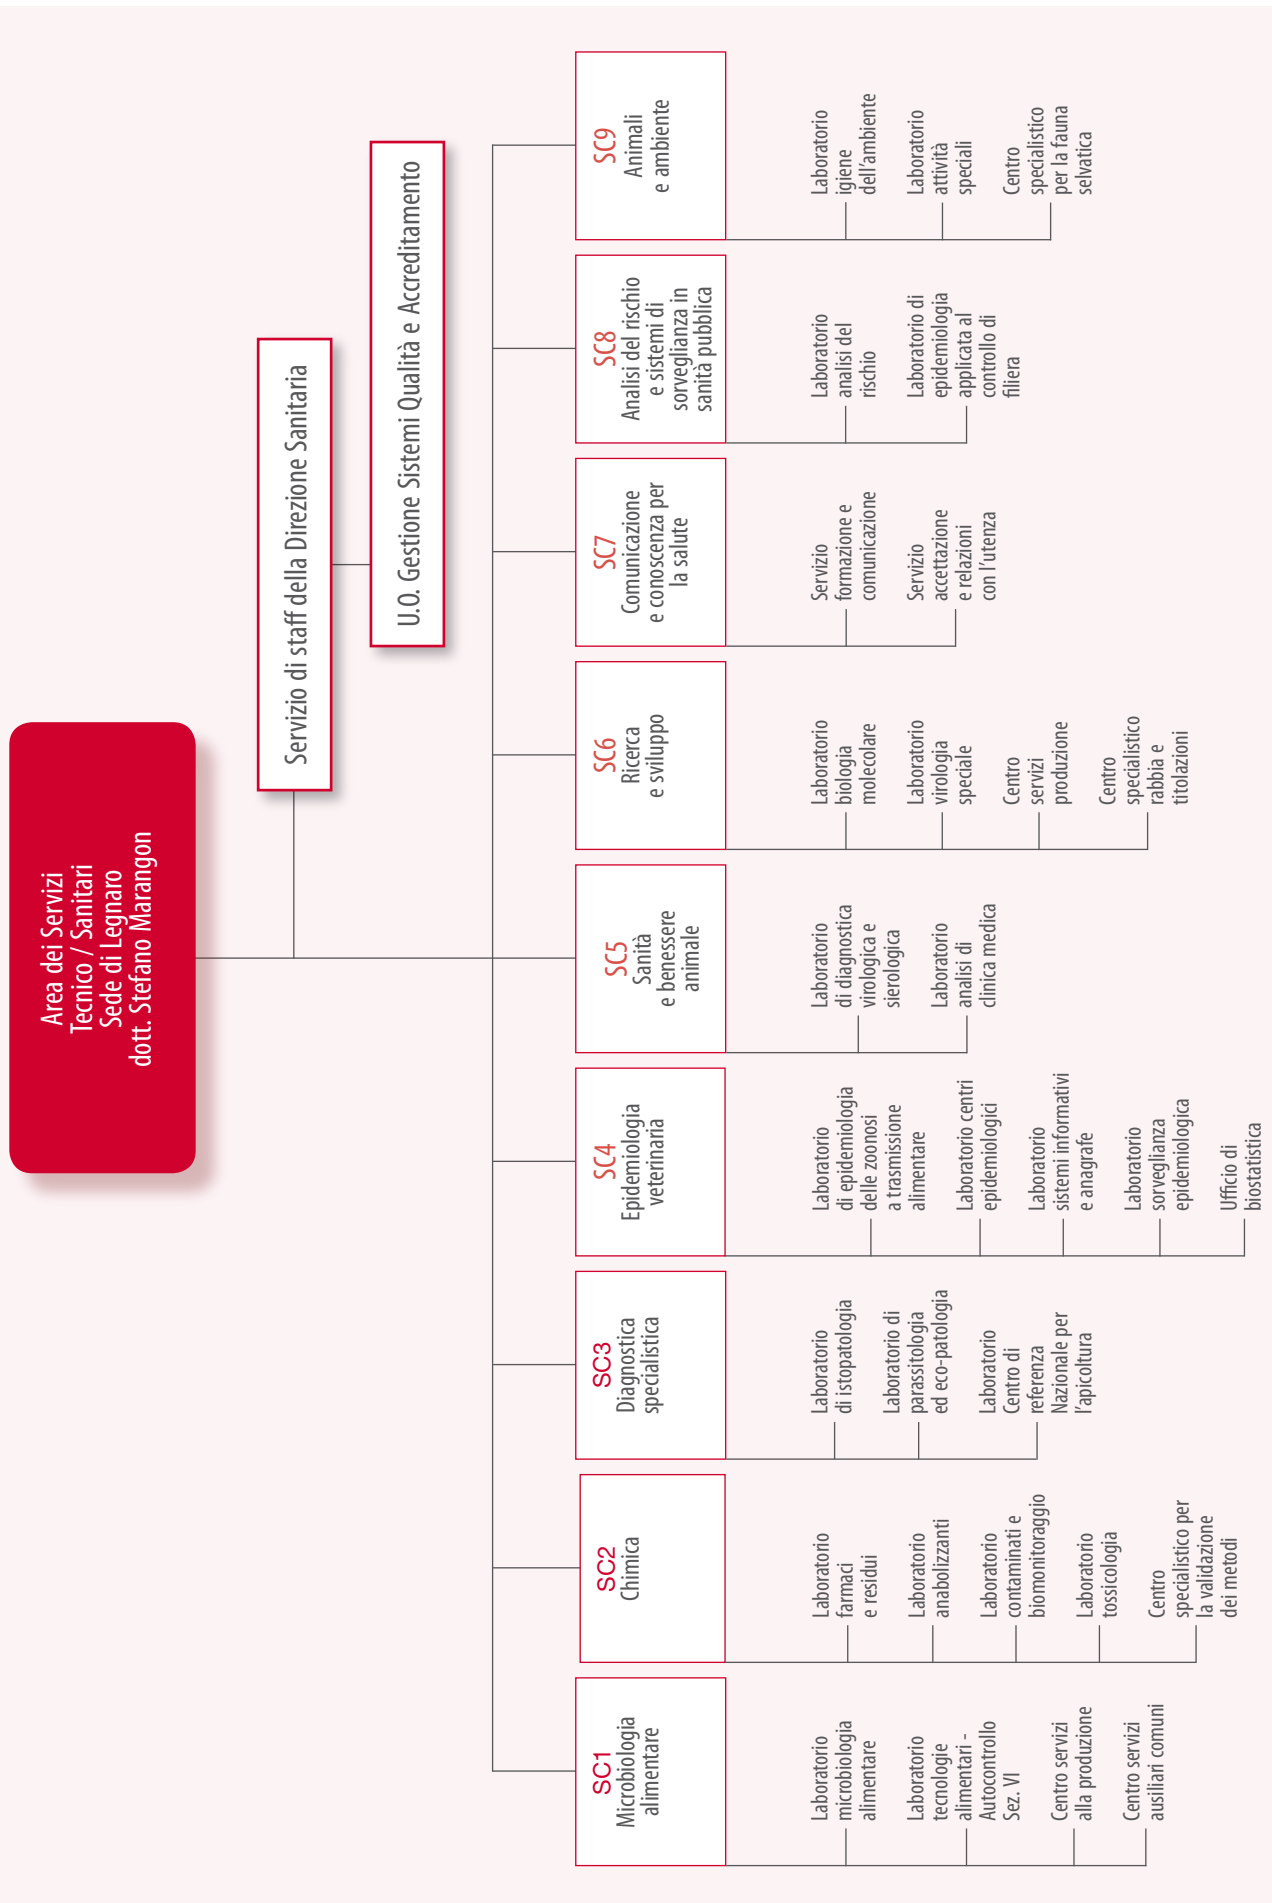 Area dei Servizi
Tecnico / Sanitari
Sede di Legnaro
dott. Stefano Marangon
Servizio di staff della Direzione Sanitaria
U.O. Gestione Sistemi Qualità e Accreditamento
SC1
Microbiologia
alimentare
Laboratorio
microbiologia
alimentare
Laboratorio
tecnologie
alimentari -
Autocontrollo
Sez. VI
Centro servizi
alla produzione
Centro servizi
ausiliari comuni
SC2
Chimica
Laboratorio
farmaci
e residui
Laboratorio
anabolizzanti
Laboratorio
contaminati e
biomonitoraggio
Laboratorio
tossicologia
Centro
specialistico per
la validazione
dei metodi
SC3
Diagnostica
specialistica
Laboratorio
di istopatologia
Laboratorio di
parassitologia
ed eco-patologia
Laboratorio
Centro di
referenza
Nazionale per
l'apicoltura
SC4
Epidemiologia
veterinaria
Laboratorio
di epidemiologia
delle zoonosi
a trasmissione
alimentare
Laboratorio centri
epidemiologici
Laboratorio
sistemi informativi
e anagrafe
Laboratorio
sorveglianza
epidemiologica
Ufficio di
biostatistica
SC5
Sanità
e benessere
animale
Laboratorio
di diagnostica
virologica e
sierologica
Laboratorio
analisi di
clinica medica
SC6
Ricerca
e sviluppo
Laboratorio
biologia
molecolare
Laboratorio
virologia
speciale
Centro
servizi
produzione
Centro
specialistico
rabbia e
titolazioni
SC7
Comunicazione
e conoscenza per
la salute
Servizio
formazione e
comunicazione
Servizio
accettazione
e relazioni
con l'utenza
SC8
Analisi del rischio
e sistemi di
sorveglianza in
sanità pubblica
Laboratorio
analisi del
rischio
Laboratorio di
epidemiologia
applicata al
controllo di
filiera
SC9
Animali
e ambiente
Laboratorio
igiene
dell'ambiente
Laboratorio
attività
speciali
Centro
specialistico
per la fauna
selvatica